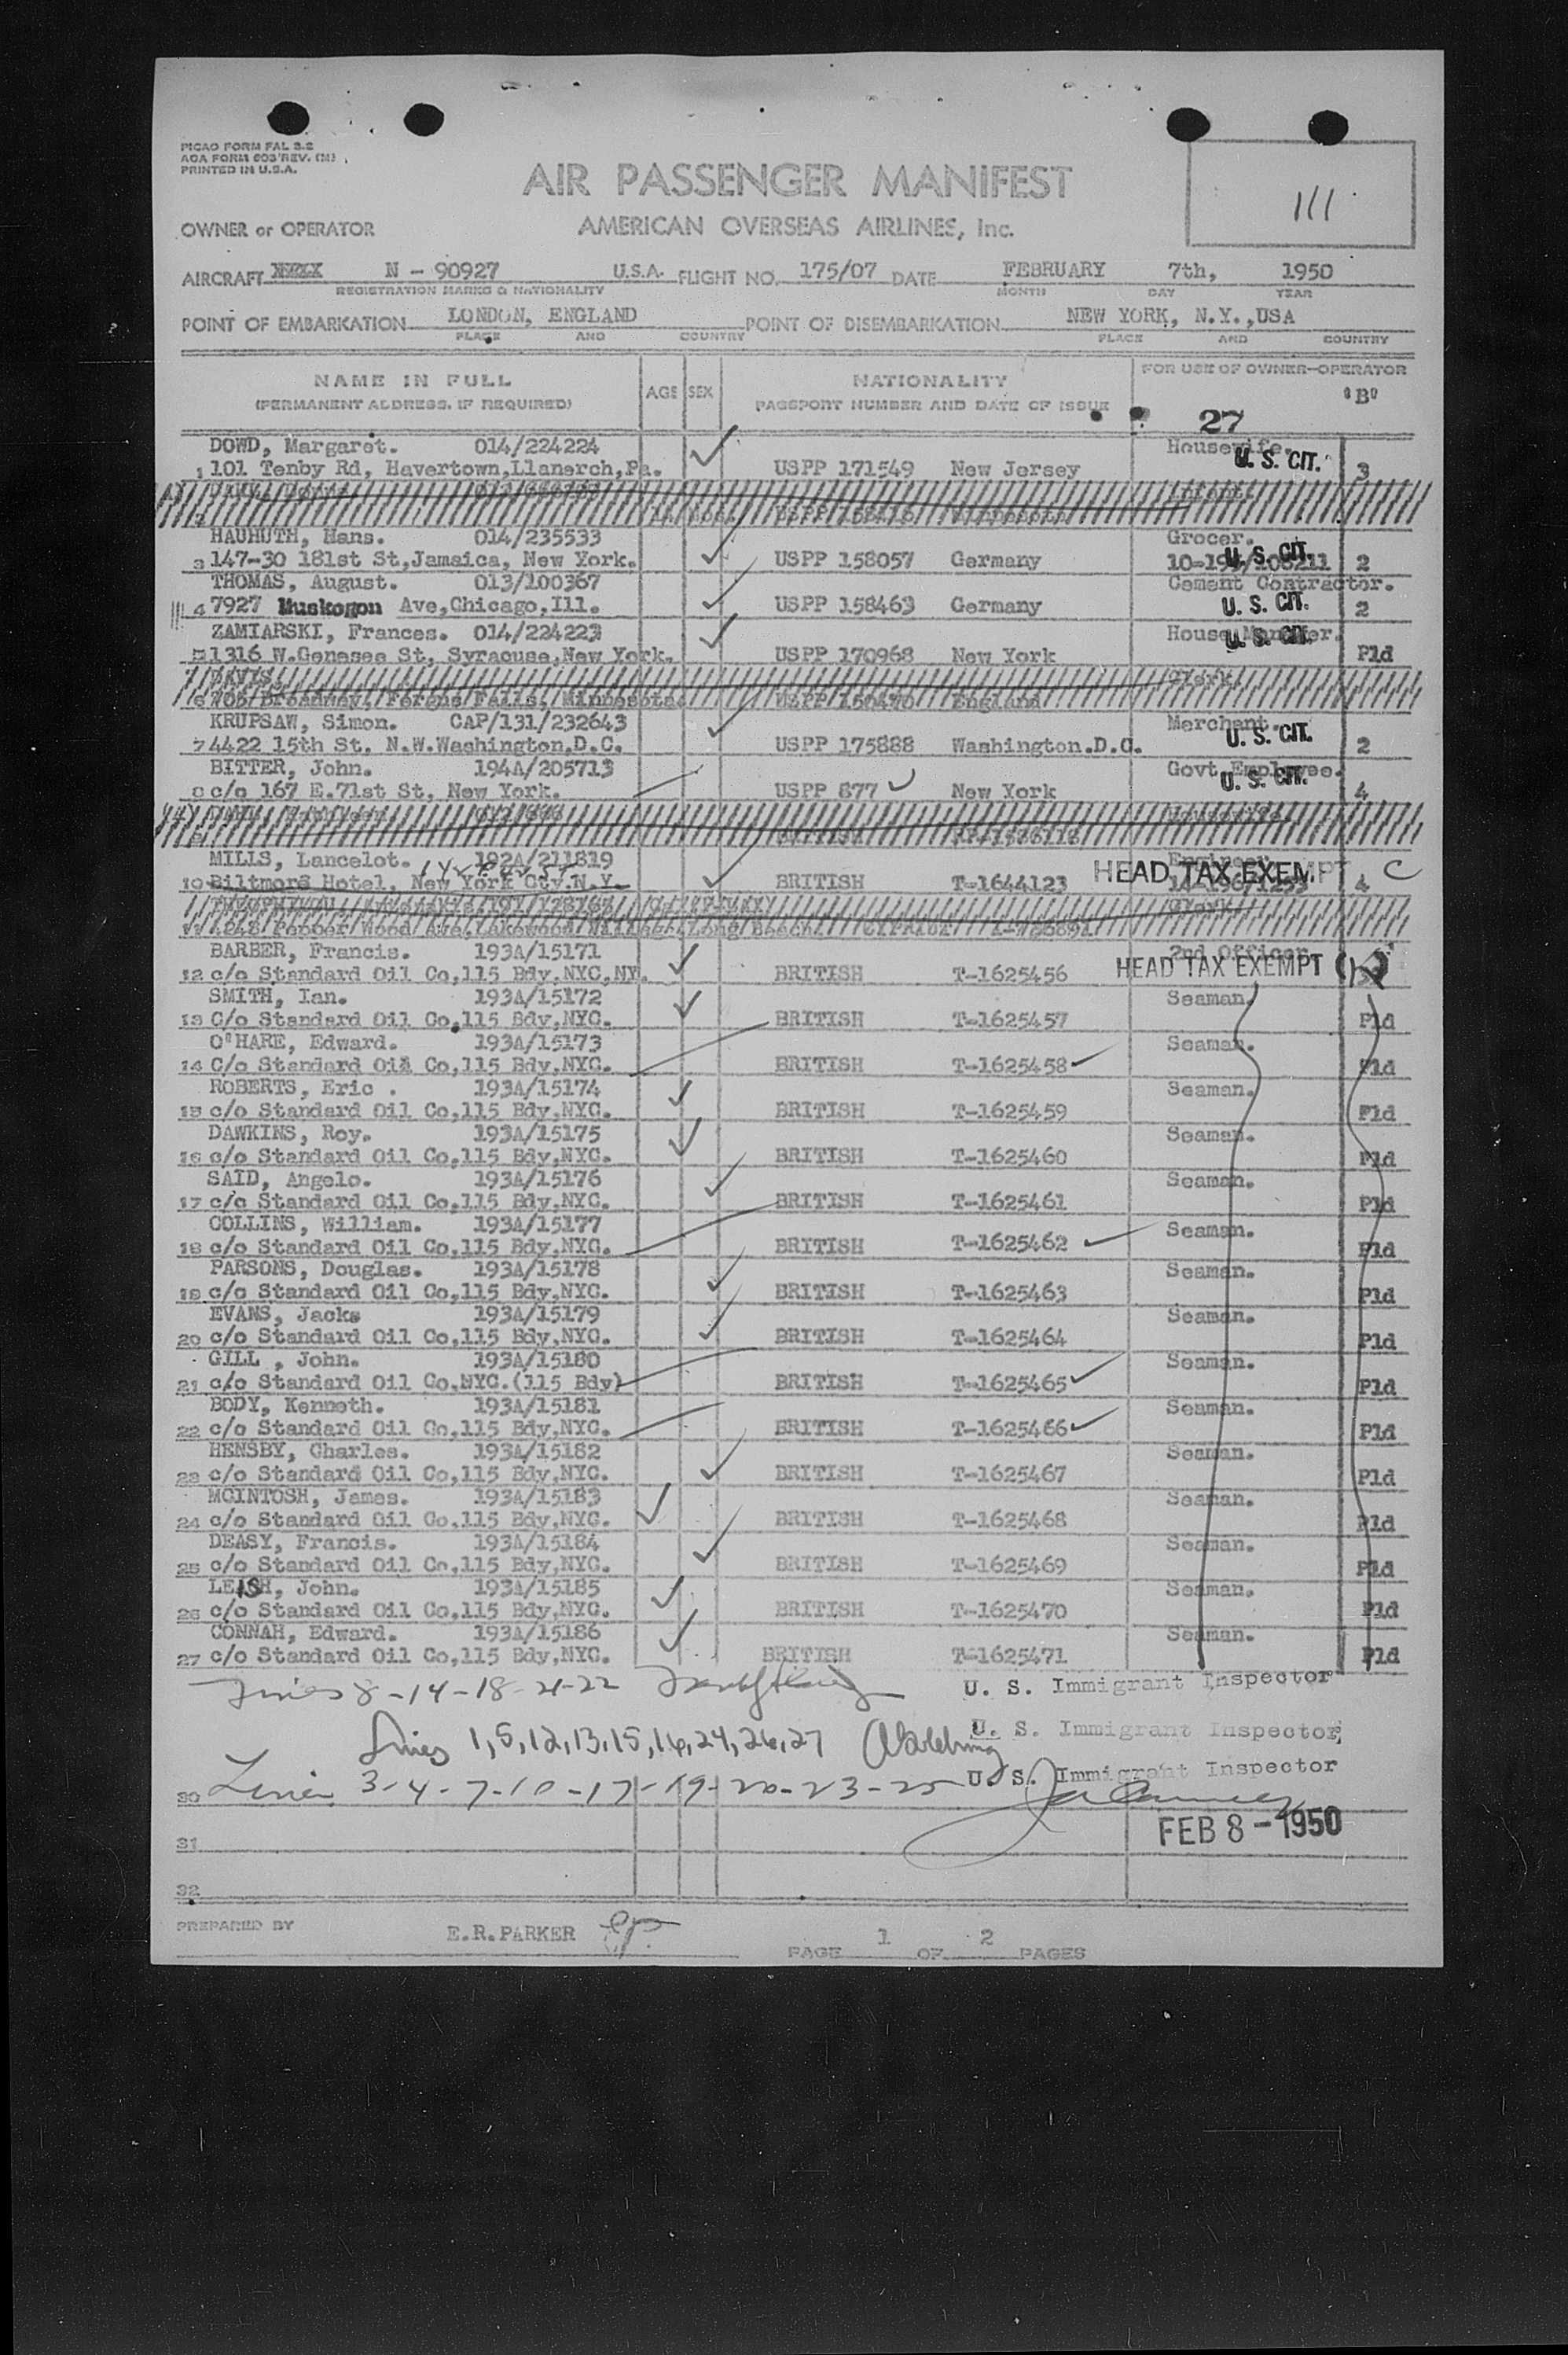 PICAO FORM FAL 3.2
AOA FORM 603 REV. (M)
PRINTED IN U.S.A.
AIR PASSENGER MANIFEST
111
OWNER or OPERATOR AMERICAN OVERSEAS AIRLINES, Inc.
AIRCRAFT N - 90927 U.S.A. FLIGHT NO. 175/07 DATE FEBRUARY 7th, 1950
REGISTRATION MARKS & NATIONALITY MONTH DAY YEAR
POINT OF EMBARKATION LONDON, ENGLAND POINT OF DISEMBARKATION NEW YORK, N.Y.,USA
PLACE AND COUNTRY PLACE AND COUNTRY
NAME IN FULL AGE SEX NATIONALITY FOR USE OF OWNER-OPERATOR
(PERMANENT ADDRESS, IF REQUIRED) PASSPORT NUMBER AND DATE OF ISSUE "B"
27
DOWD, Margaret. 014/224224 Housewife.
1 101 Tenby Rd, Havertown,Llanerch,Pa. USPP 171549 New Jersey U. S. CIT. 3
HAUHUTH, Hans. 014/235533 Grocer.
3 147-30 181st St,Jamaica, New York. USPP 158057 Germany U. S. CIT. 2
THOMAS, August. 013/100367 Cement Contractor.
4 7927 Muskogon Ave,Chicago,Ill. USPP 158463 Germany U. S. CIT. 2
ZAMIARSKI, Frances. 014/224223 U. S. CIT.
5 1316 W.Genesee St, Syracuse,New York. USPP 170968 New York Pld
DAVIS, Clerk.
6 705 Broadway, Fergus Falls, Minnesota. USPP 150470 England
KRUPSAW, Simon. CAP/131/232643 Merchant.
7 4422 15th St. N.W.Washington.D.C. USPP 175888 Washington.D.C. U. S. CIT. 2
BITTER, John. 194A/205713 Govt Employee.
8 c/o 167 E.71st St, New York. USPP 877 New York U. S. CIT. 4
MILLS, Lancelot. 192A/211819 Engineer
10 Biltmore Hotel, New York Cty.N.Y. BRITISH T-1644123 HEAD TAX EXEMPT 4 C
BARBER, Francis. 193A/15171 2nd Officer
12 c/o Standard Oil Co,115 Bdy,NYC,NY. BRITISH T-1625456 HEAD TAX EXEMPT
SMITH, Ian. 193A/15172 Seaman.
13 C/o Standard Oil Co,115 Bdy,NYC. BRITISH T-1625457 Pld
O'HARE, Edward. 193A/15173 Seaman.
14 C/o Standard Oil Co,115 Bdy,NYC. BRITISH T-1625458 Pld
ROBERTS, Eric . 193A/15174 Seaman.
15 c/o Standard Oil Co,115 Bdy,NYC. BRITISH T-1625459 Pld
DAWKINS, Roy. 193A/15175 Seaman.
16 c/o Standard Oil Co,115 Bdy,NYC. BRITISH T-1625460 Pld
SAID, Angelo. 193A/15176 Seaman.
17 c/o Standard Oil Co,115 Bdy,NYC. BRITISH T-1625461 Pld
COLLINS, William. 193A/15177 Seaman.
18 c/o Standard Oil Co,115 Bdy,NYC. BRITISH T-1625462 Pld
PARSONS, Douglas. 193A/15178 Seaman.
19 c/o Standard Oil Co,115 Bdy,NYC. BRITISH T-1625463 Pld
EVANS, Jacks 193A/15179 Seaman.
20 c/o Standard Oil Co,115 Bdy,NYC. BRITISH T-1625464 Pld
GILL , John. 193A/15180 Seaman.
21 c/o Standard Oil Co,NYC.(115 Bdy) BRITISH T-1625465 Pld
BODY, Kenneth. 193A/15181 Seaman.
22 c/o Standard Oil Co,115 Bdy,NYC. BRITISH T-1625466 Pld
HENSBY, Charles. 193A/15182 Seaman.
23 c/o Standard Oil Co,115 Bdy,NYC. BRITISH T-1625467 Pld
MCINTOSH, James. 193A/15183 Seaman.
24 c/o Standard Oil Co,115 Bdy,NYC. BRITISH T-1625468 Pld
DEASY, Francis. 193A/15184 Seaman.
25 c/o Standard Oil Co,115 Bdy,NYC. BRITISH T-1625469 Pld
LEISH, John. 193A/15185 Seaman.
26 c/o Standard Oil Co,115 Bdy,NYC. BRITISH T-1625470 Pld
CONNAH, Edward. 193A/15186 Seaman.
27 c/o Standard Oil Co,115 Bdy,NYC. BRITISH T-1625471 Pld
Lines 8-14-18-21-22 U. S. Immigrant Inspector
Lines 1,5,12,13,15,16,24,26,27 U. S. Immigrant Inspector
30 Lines 3-4-7-10-17-19-20-23-25 U. S. Immigrant Inspector
FEB 8 - 1950
31
32
PREPARED BY E.R.PARKER PAGE 1 OF 2 PAGES